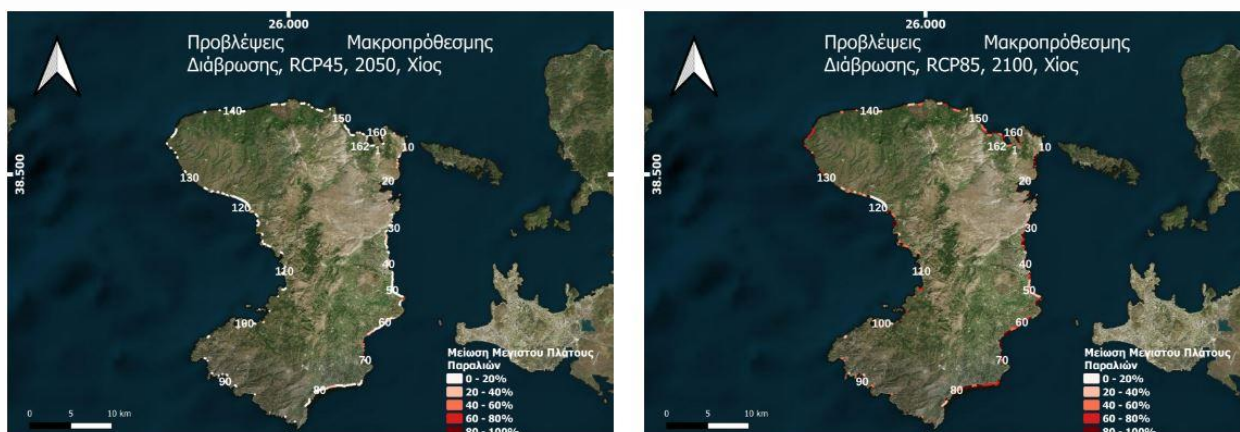 26.000
Προβλέψεις Μακροπρόθεσμης
Διάβρωσης, RCP45, 2050, Χίος
140
150
160
162
1
10
38.500
130
20
120
30
110
40
50
100
60
70
90
80
Μείωση Μεγιστου Πλάτους
Παραλιών
0 - 20%
20 - 40%
40 - 60%
60 - 80%
80 - 100%
0 5 10 km
26.000
Προβλέψεις Μακροπρόθεσμης
Διάβρωσης, RCP85, 2100, Χίος
140
150
160
162
1
10
38.500
130
20
120
30
110
40
50
100
60
70
90
80
Μείωση Μεγιστου Πλάτους
Παραλιών
0 - 20%
20 - 40%
40 - 60%
60 - 80%
80 - 100%
0 5 10 km